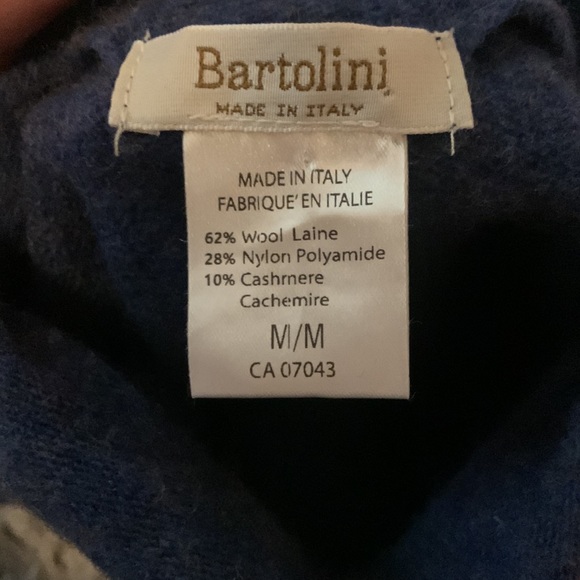 Bartolini
MADE IN ITALY
MADE IN ITALY
FABRIQUE' EN ITALIE
62% Wool Laine
28% Nylon Polyamide
10% Cashmere
Cachemire
M/M
CA 07043